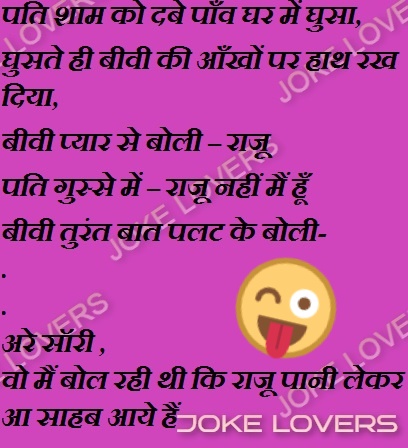 पति शाम को दबे पाँव घर में घुसा,
घुसते ही बीवी की आँखों पर हाथ रख
दिया,
बीवी प्यार से बोली – राजू
पति गुस्से में – राजू नहीं मैं हूँ
बीवी तुरंत बात पलट के बोली-
.
.
अरे सॉरी ,
वो मैं बोल रही थी कि राजू पानी लेकर
आ साहब आये हैं
JOKE LOVERS